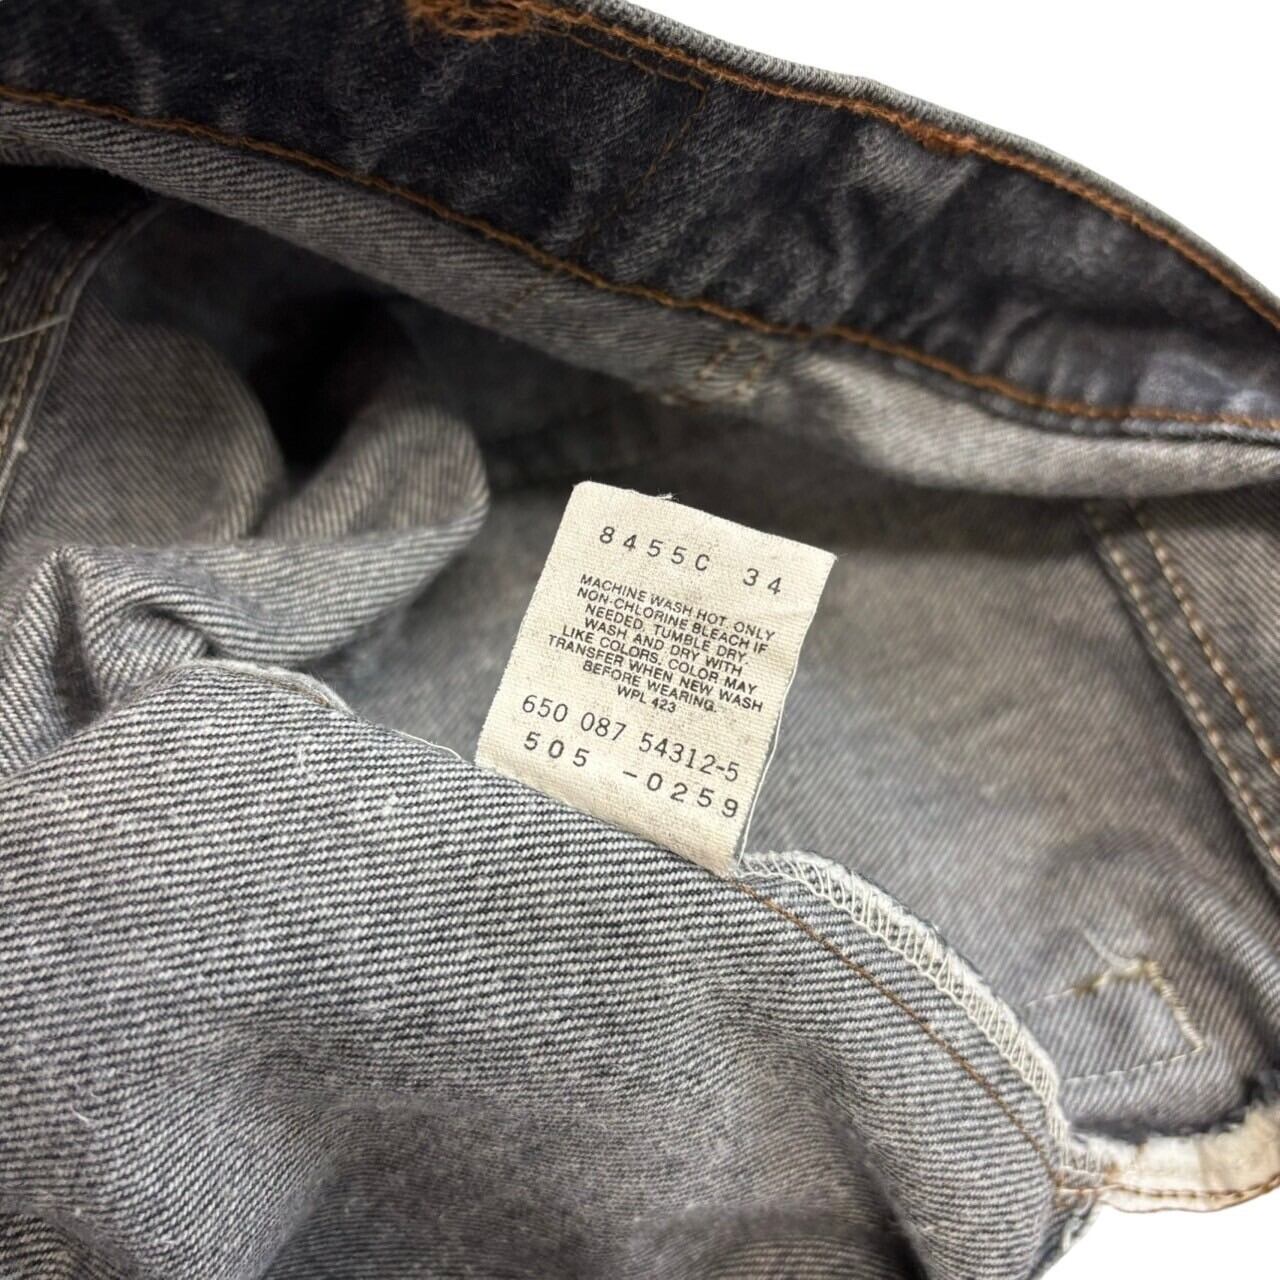 8455C 34
MACHINE WASH HOT. ONLY
NON-CHLORINE BLEACH IF
NEEDED. TUMBLE DRY.
WASH AND DRY WITH
LIKE COLORS. COLOR MAY
TRANSFER WHEN NEW WASH
BEFORE WEARING.
WPL 423
650 087 54312-5
505 -0259